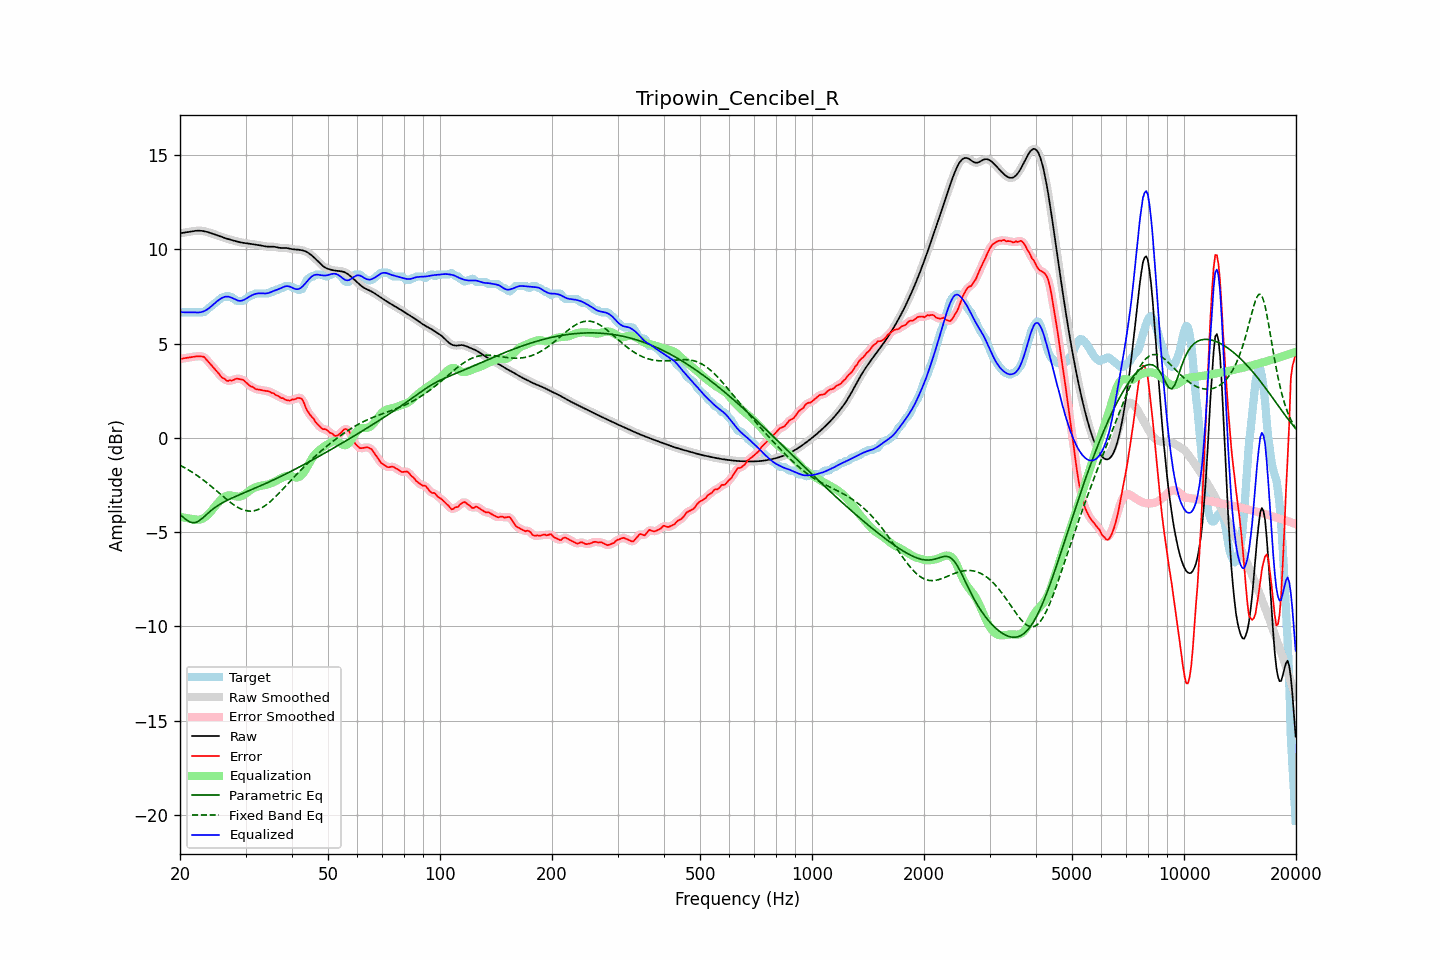 Tripowin_Cencibel_R
Amplitude (dBr)
15
10
5
0
−5
−10
−15
−20
Target
Raw Smoothed
Error Smoothed
Raw
Error
Equalization
Parametric Eq
Fixed Band Eq
Equalized
20
50
100
200
500
1000
2000
5000
10000
20000
Frequency (Hz)